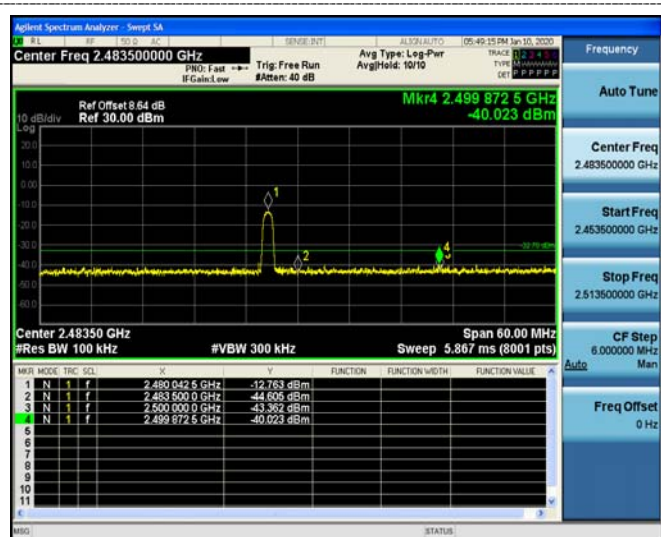 Agilent Spectrum Analyzer - Swept SA
RL RF 50 Ω AC SENSE:INT ALIGN AUTO 05:49:15 PM Jan 10, 2020
Center Freq 2.483500000 GHz
PNO: Fast
IFGain:Low
Trig: Free Run
#Atten: 40 dB
Avg Type: Log-Pwr
Avg|Hold: 10/10
TRACE 1 2 3 4 5 6
TYPE
DET P P P P P P
Ref Offset 8.64 dB
10 dB/div Ref 30.00 dBm
Log
Mkr4 2.499 872 5 GHz
-40.023 dBm
20.0
10.0
0.00
-10.0
-20.0
-30.0
-40.0
-50.0
-60.0
1
2
4
Center 2.48350 GHz Span 60.00 MHz
#Res BW 100 kHz #VBW 300 kHz Sweep 5.867 ms (8001 pts)
MKR MODE TRC SCL X Y FUNCTION FUNCTION WIDTH FUNCTION VALUE
1 N 1 f 2.480 042 5 GHz -12.763 dBm
2 N 1 f 2.483 500 0 GHz -44.605 dBm
3 N 1 f 2.500 000 0 GHz -43.362 dBm
4 N 1 f 2.499 872 5 GHz -40.023 dBm
5
6
7
8
9
10
11
MSG STATUS
Frequency
Auto Tune
Center Freq
2.483500000 GHz
Start Freq
2.453500000 GHz
Stop Freq
2.513500000 GHz
CF Step
6.000000 MHz
Auto Man
Freq Offset
0 Hz